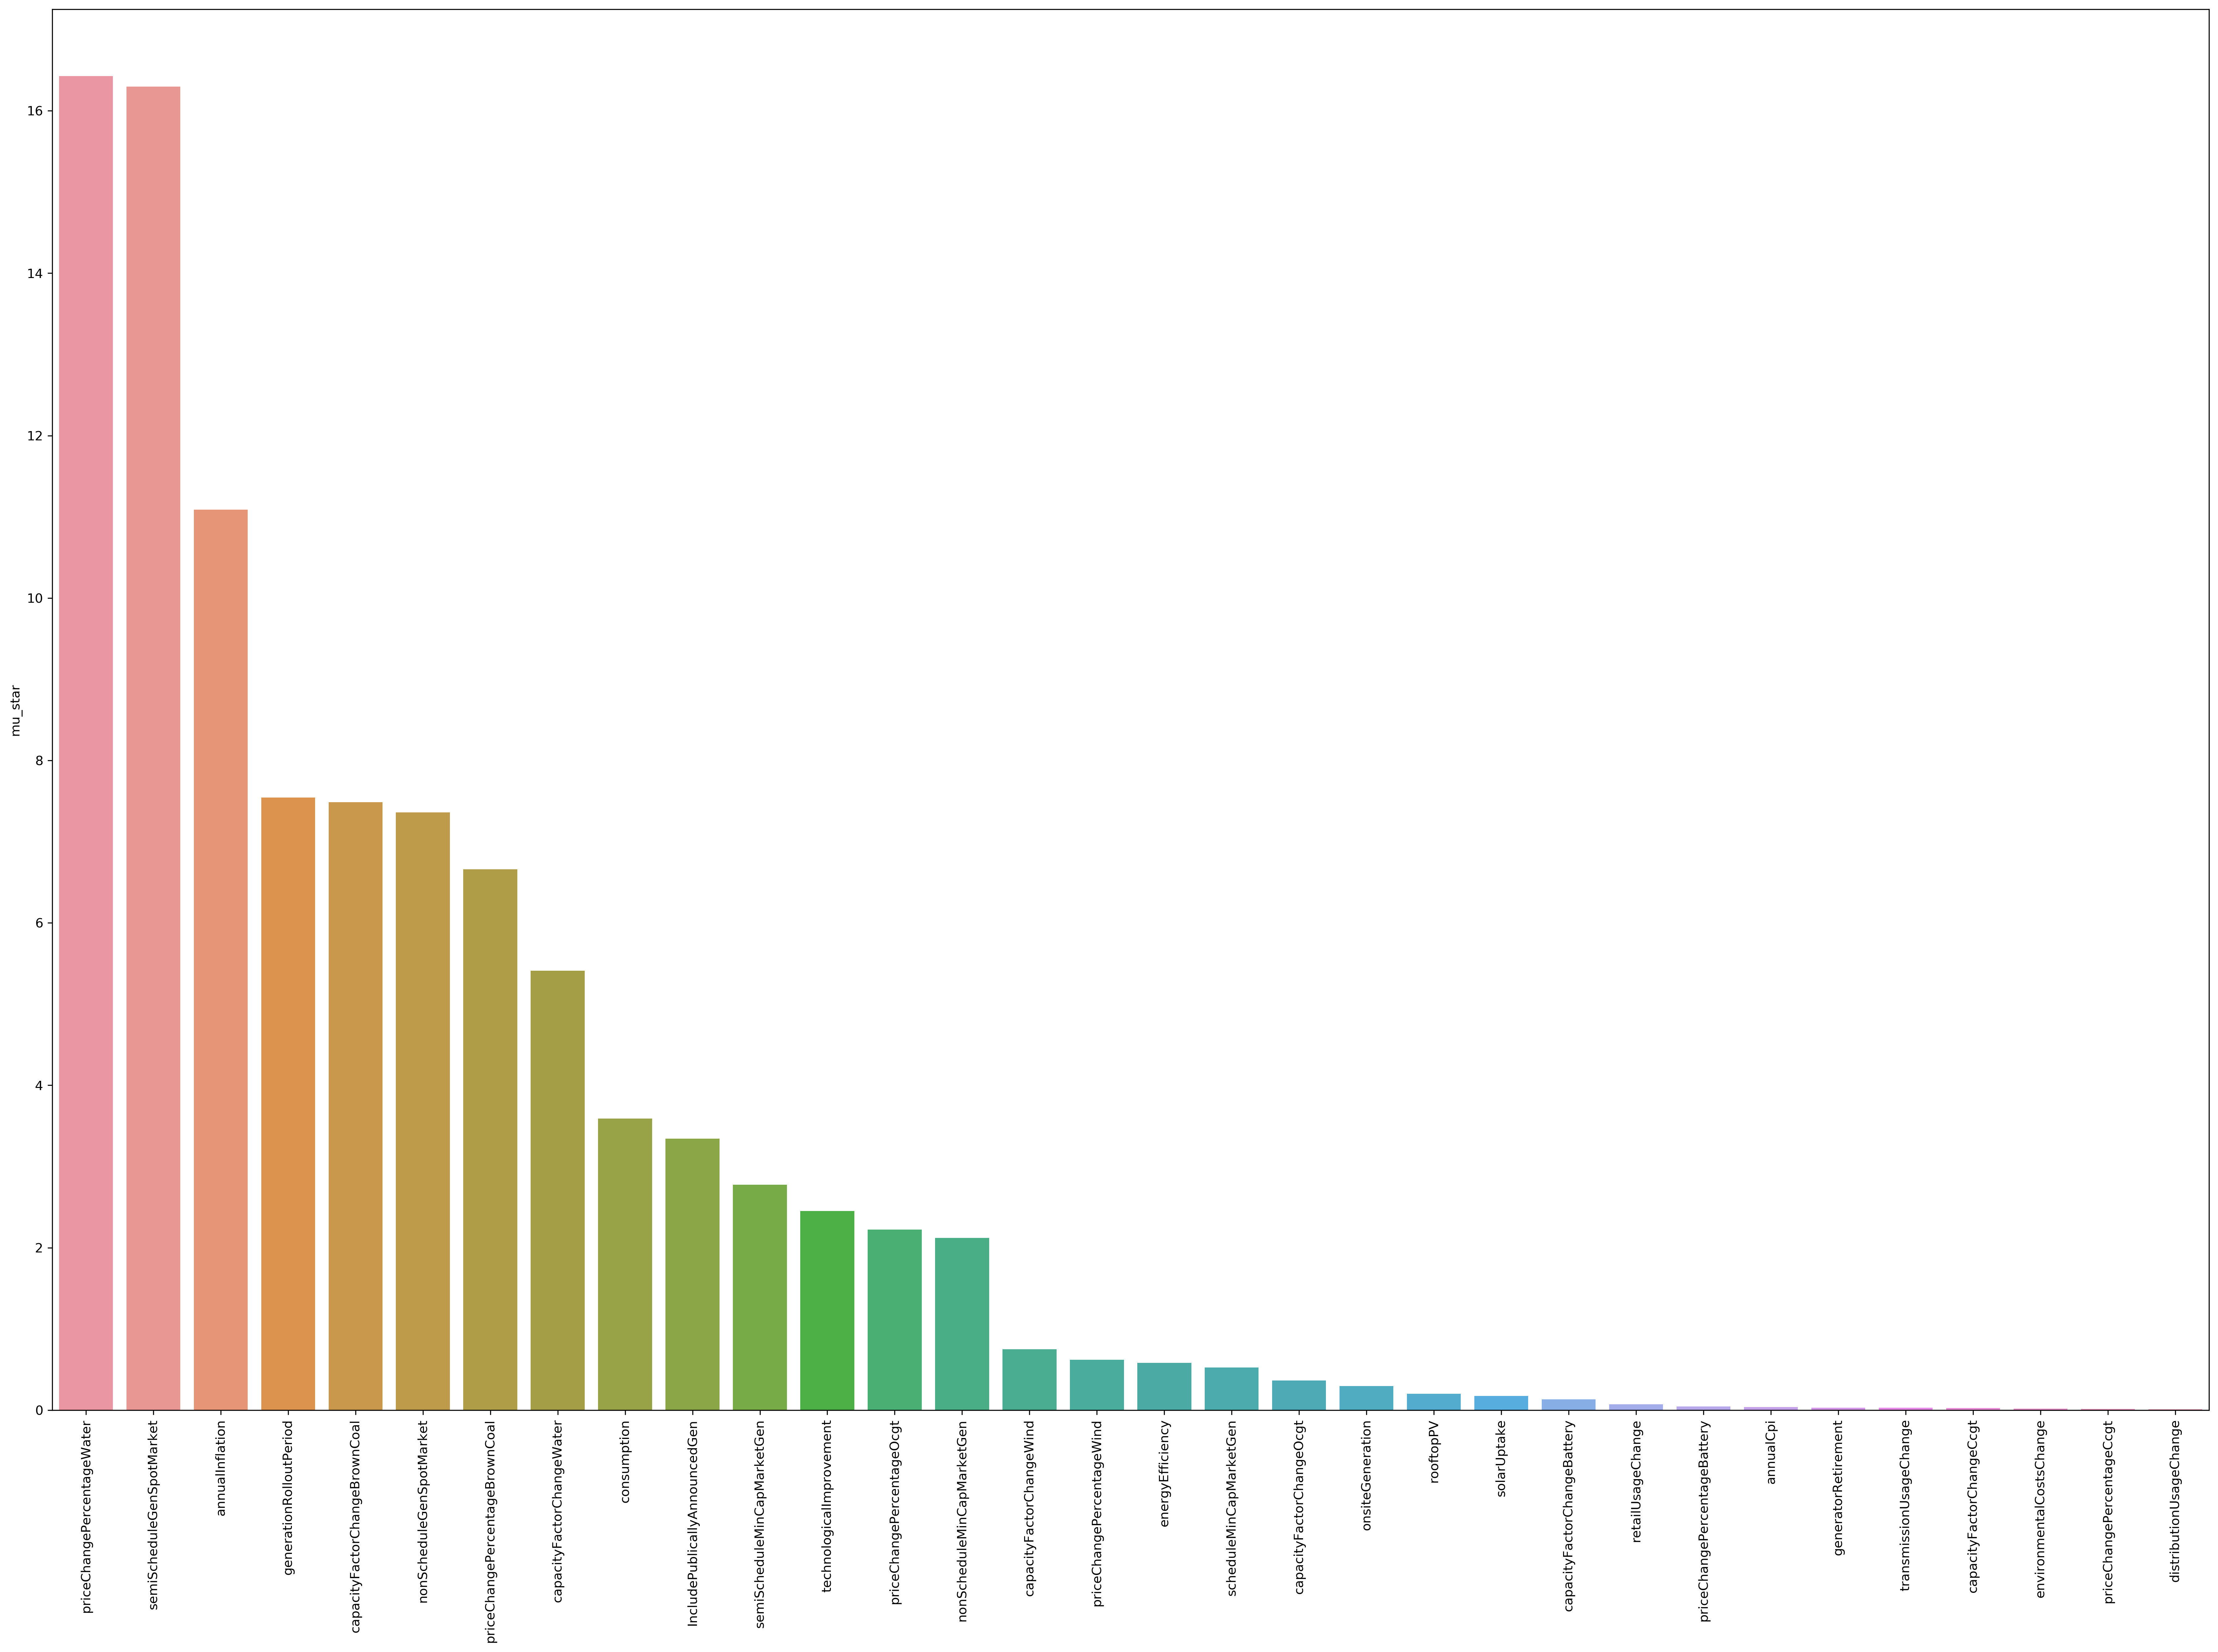 16
14
12
10
8
6
4
2
0
mu_star
priceChangePercentageWater
semiScheduleGenSpotMarket
annualInflation
generationRolloutPeriod
capacityFactorChangeBrownCoal
nonScheduleGenSpotMarket
priceChangePercentageBrownCoal
capacityFactorChangeWater
consumption
IncludePublicallyAnnouncedGen
semiScheduleMinCapMarketGen
technologicalImprovement
priceChangePercentageOcgt
nonScheduleMinCapMarketGen
capacityFactorChangeWind
priceChangePercentageWind
energyEfficiency
scheduleMinCapMarketGen
capacityFactorChangeOcgt
onsiteGeneration
rooftopPV
solarUptake
capacityFactorChangeBattery
retailUsageChange
priceChangePercentageBattery
annualCpi
generatorRetirement
transmissionUsageChange
capacityFactorChangeCcgt
environmentalCostsChange
priceChangePercentageCcgt
distributionUsageChange